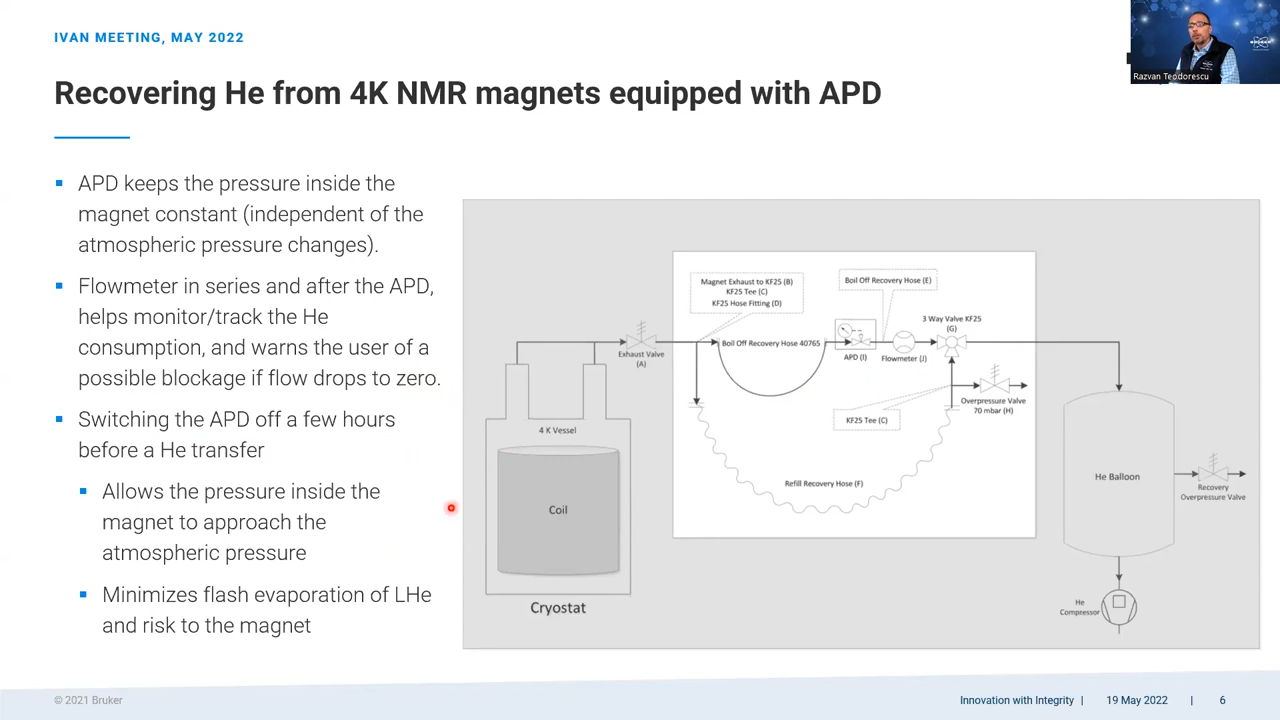 IVAN MEETING, MAY 2022
Recovering He from 4K NMR magnets equipped with APD
APD keeps the pressure inside the
magnet constant (independent of the
atmospheric pressure changes).
Flowmeter in series and after the APD,
helps monitor/track the He
consumption, and warns the user of a
possible blockage if flow drops to zero.
Switching the APD off a few hours
before a He transfer
Allows the pressure inside the
magnet to approach the
atmospheric pressure
Minimizes flash evaporation of LHe
and risk to the magnet
4 K Vessel
Coil
Cryostat
Exhaust Valve
(A)
Magnet Exhaust to KF25 (B)
KF25 Tee (C)
KF25 Hose Fitting (D)
Boil Off Recovery Hose 40765
Boil Off Recovery Hose (E)
APD (I)
Flowmeter (J)
3 Way Valve KF25
(G)
Overpressure Valve
70 mbar (H)
KF25 Tee (C)
Refill Recovery Hose (F)
He Balloon
Recovery
Overpressure Valve
He
Compressor
Razvan Teodorescu
BRUKER
© 2021 Bruker
Innovation with Integrity |
19 May 2022
|
6